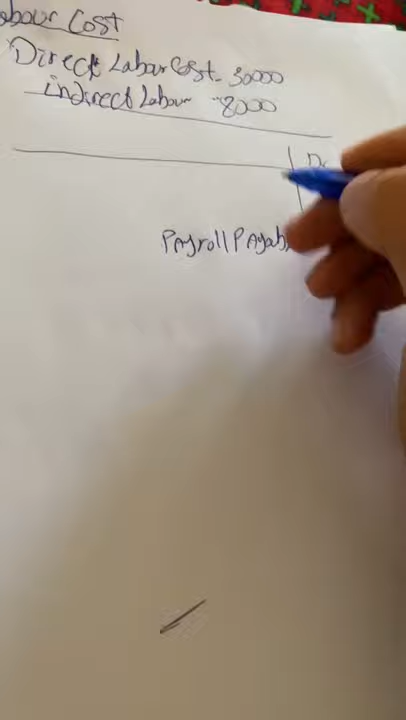 abour Cost
Direct Labour Cost - 30000
indirect Labour - 8000
Payroll Payab